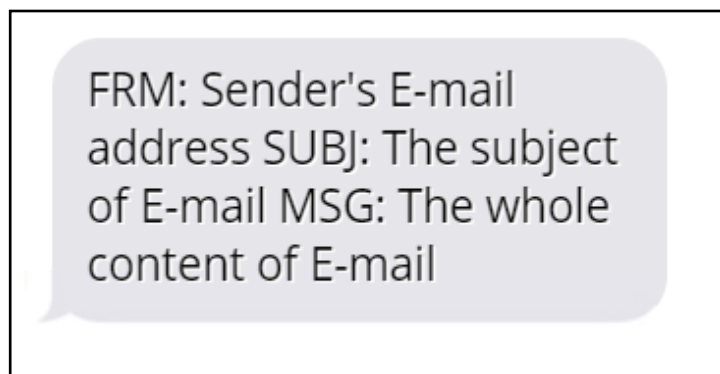 FRM: Sender's E-mail
address SUBJ: The subject
of E-mail MSG: The whole
content of E-mail